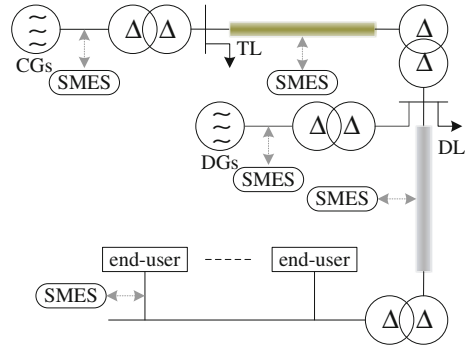 Δ Δ
CGs
SMES
TL
SMES
Δ
Δ
DGs
Δ Δ
SMES
DL
SMES
end-user
end-user
SMES
Δ Δ